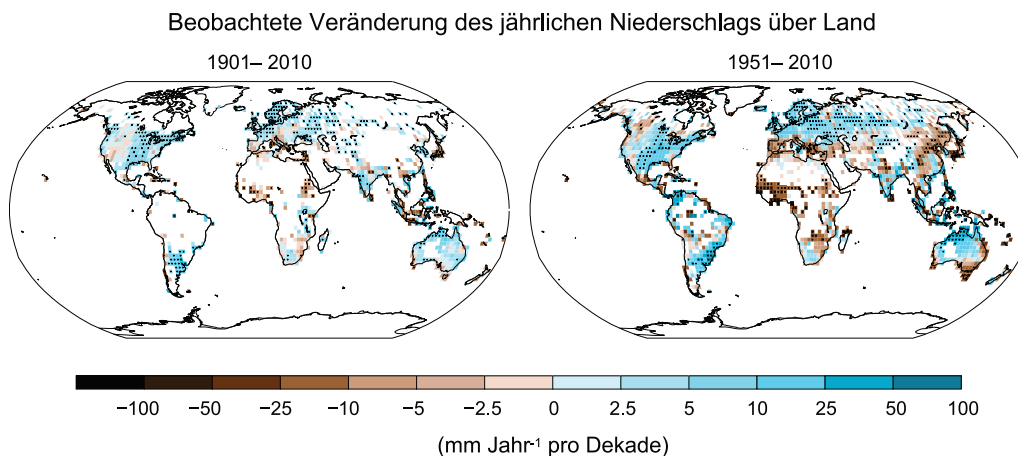 Beobachtete Veränderung des jährlichen Niederschlags über Land
1901– 2010
1951– 2010
−100 −50 −25 −10 −5 −2.5 0 2.5 5 10 25 50 100
(mm Jahr⁻¹ pro Dekade)